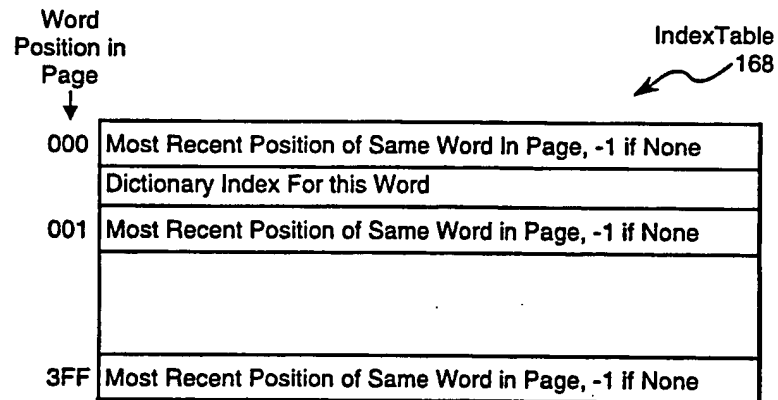 Word
Position in
Page
IndexTable
168
000 Most Recent Position of Same Word In Page, -1 if None
Dictionary Index For this Word
001 Most Recent Position of Same Word in Page, -1 if None
3FF Most Recent Position of Same Word in Page, -1 if None